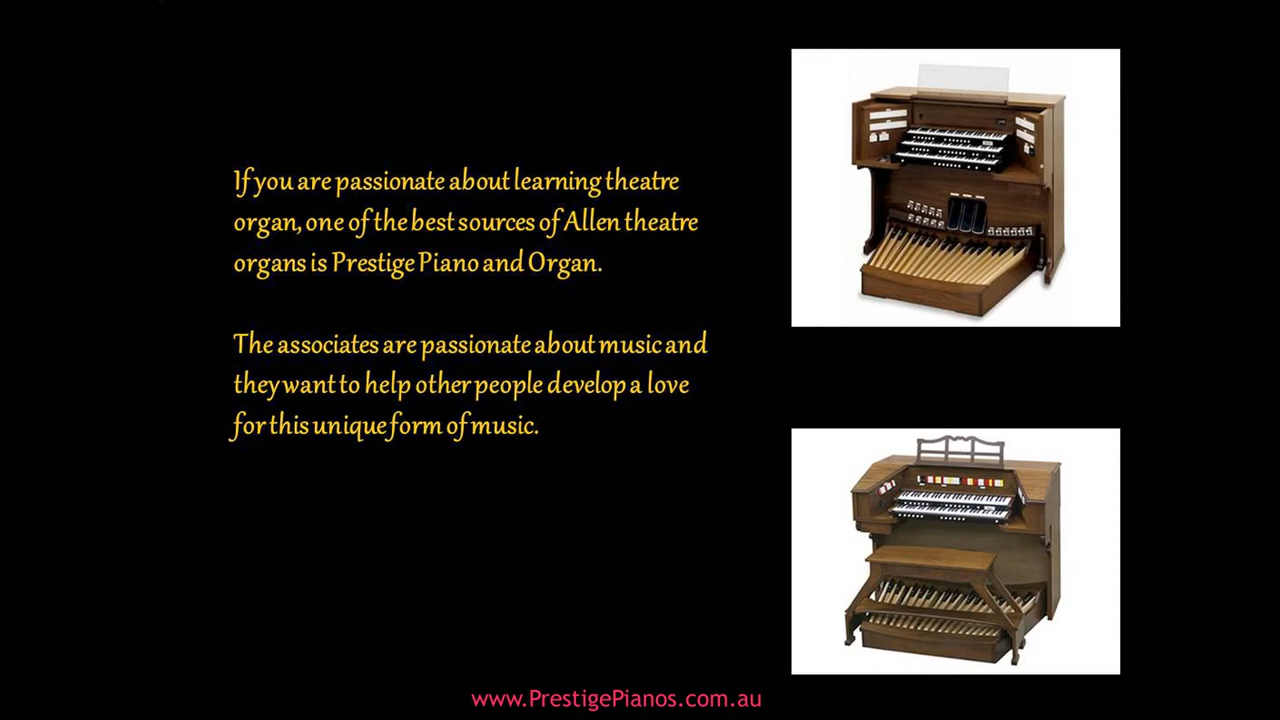 If you are passionate about learning theatre
organ, one of the best sources of Allen theatre
organs is Prestige Piano and Organ.
The associates are passionate about music and
they want to help other people develop a love
for this unique form of music.
www.PrestigePianos.com.au